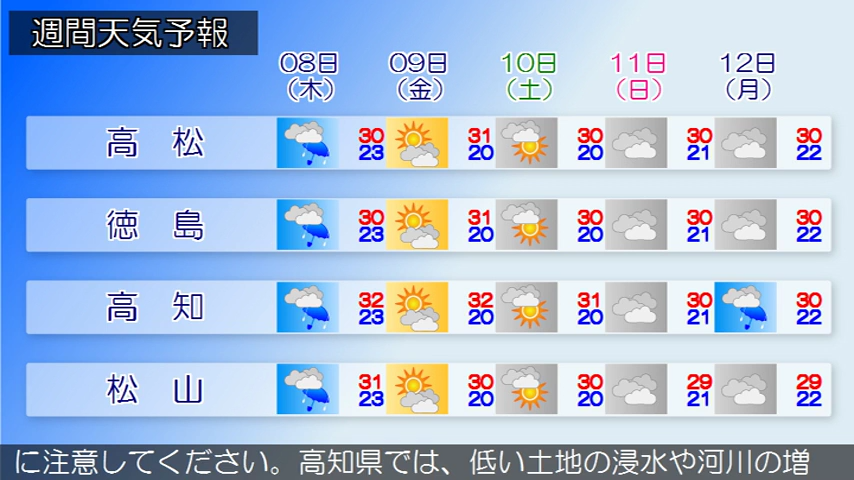 週間天気予報
08日 09日 10日 11日 12日
(木) (金) (土) (日) (月)
高松 30 31 30 30 30
23 20 20 21 22
徳島 30 31 30 30 30
23 20 20 21 22
高知 32 32 31 30 30
23 20 20 21 22
松山 31 30 30 29 29
23 20 20 21 22
に注意してください。高知県では、低い土地の浸水や河川の増